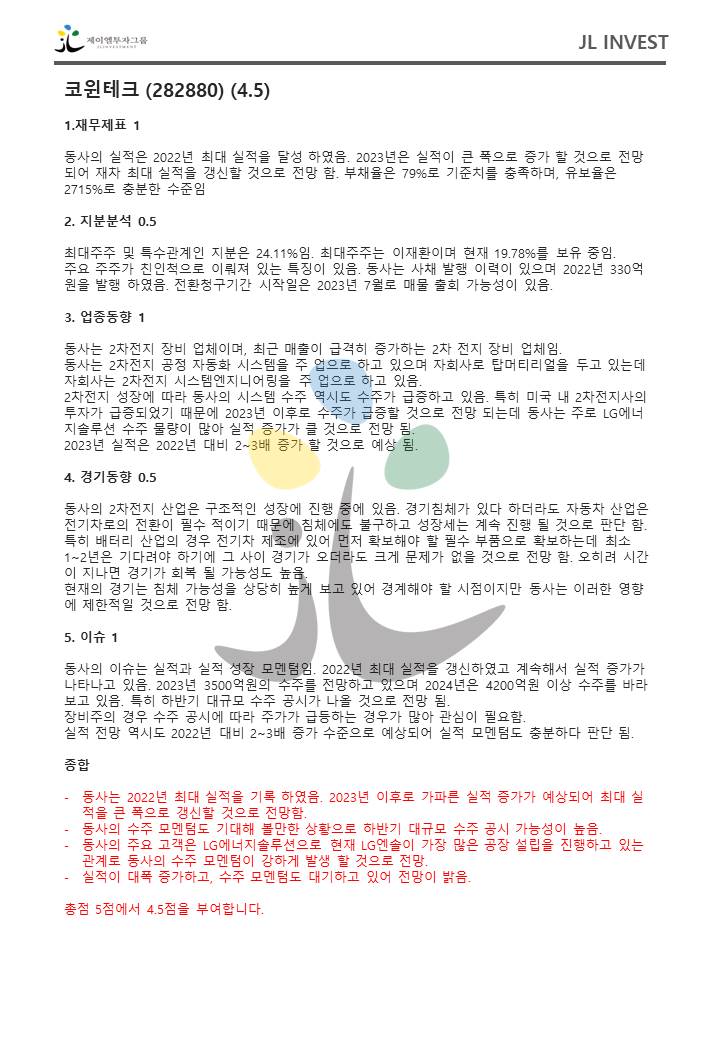 제이엘투자그룹
JL INVESTMENT
JL INVEST
코윈테크 (282880) (4.5)
1.재무제표 1
동사의 실적은 2022년 최대 실적을 달성 하였음. 2023년은 실적이 큰 폭으로 증가 할 것으로 전망
되어 재차 최대 실적을 갱신할 것으로 전망 함. 부채율은 79%로 기준치를 충족하며, 유보율은
2715%로 충분한 수준임
2. 지분분석 0.5
최대주주 및 특수관계인 지분은 24.11%임. 최대주주는 이재환이며 현재 19.78%를 보유 중임.
주요 주주가 친인척으로 이뤄져 있는 특징이 있음. 동사는 사채 발행 이력이 있으며 2022년 330억
원을 발행 하였음. 전환청구기간 시작일은 2023년 7월로 매물 출회 가능성이 있음.
3. 업종동향 1
동사는 2차전지 장비 업체이며, 최근 매출이 급격히 증가하는 2차 전지 장비 업체임.
동사는 2차전지 공정 자동화 시스템을 주 업으로 하고 있으며 자회사로 탑머티리얼을 두고 있는데
자회사는 2차전지 시스템엔지니어링을 주 업으로 하고 있음.
2차전지 성장에 따라 동사의 시스템 수주 역시도 수주가 급증하고 있음. 특히 미국 내 2차전지사의
투자가 급증되었기 때문에 2023년 이후로 수주가 급증할 것으로 전망 되는데 동사는 주로 LG에너
지솔루션 수주 물량이 많아 실적 증가가 클 것으로 전망 됨.
2023년 실적은 2022년 대비 2~3배 증가 할 것으로 예상 됨.
4. 경기동향 0.5
동사의 2차전지 산업은 구조적인 성장에 진행 중에 있음. 경기침체가 있다 하더라도 자동차 산업은
전기차로의 전환이 필수 적이기 때문에 침체에도 불구하고 성장세는 계속 진행 될 것으로 판단 함.
특히 배터리 산업의 경우 전기차 제조에 있어 먼저 확보해야 할 필수 부품으로 확보하는데 최소
1~2년은 기다려야 하기에 그 사이 경기가 오더라도 크게 문제가 없을 것으로 전망 함. 오히려 시간
이 지나면 경기가 회복 될 가능성도 높음.
현재의 경기는 침체 가능성을 상당히 높게 보고 있어 경계해야 할 시점이지만 동사는 이러한 영향
에 제한적일 것으로 전망 함.
5. 이슈 1
동사의 이슈는 실적과 실적 성장 모멘텀임. 2022년 최대 실적을 갱신하였고 계속해서 실적 증가가
나타나고 있음. 2023년 3500억원의 수주를 전망하고 있으며 2024년은 4200억원 이상 수주를 바라
보고 있음. 특히 하반기 대규모 수주 공시가 나올 것으로 전망 됨.
장비주의 경우 수주 공시에 따라 주가가 급등하는 경우가 많아 관심이 필요함.
실적 전망 역시도 2022년 대비 2~3배 증가 수준으로 예상되어 실적 모멘텀도 충분하다 판단 됨.
종합
- 동사는 2022년 최대 실적을 기록 하였음. 2023년 이후로 가파른 실적 증가가 예상되어 최대 실
적을 큰 폭으로 갱신할 것으로 전망함.
- 동사의 수주 모멘텀도 기대해 볼만한 상황으로 하반기 대규모 수주 공시 가능성이 높음.
- 동사의 주요 고객은 LG에너지솔루션으로 현재 LG엔솔이 가장 많은 공장 설립을 진행하고 있는
관계로 동사의 수주 모멘텀이 강하게 발생 할 것으로 전망.
- 실적이 대폭 증가하고, 수주 모멘텀도 대기하고 있어 전망이 밝음.
총점 5점에서 4.5점을 부여합니다.